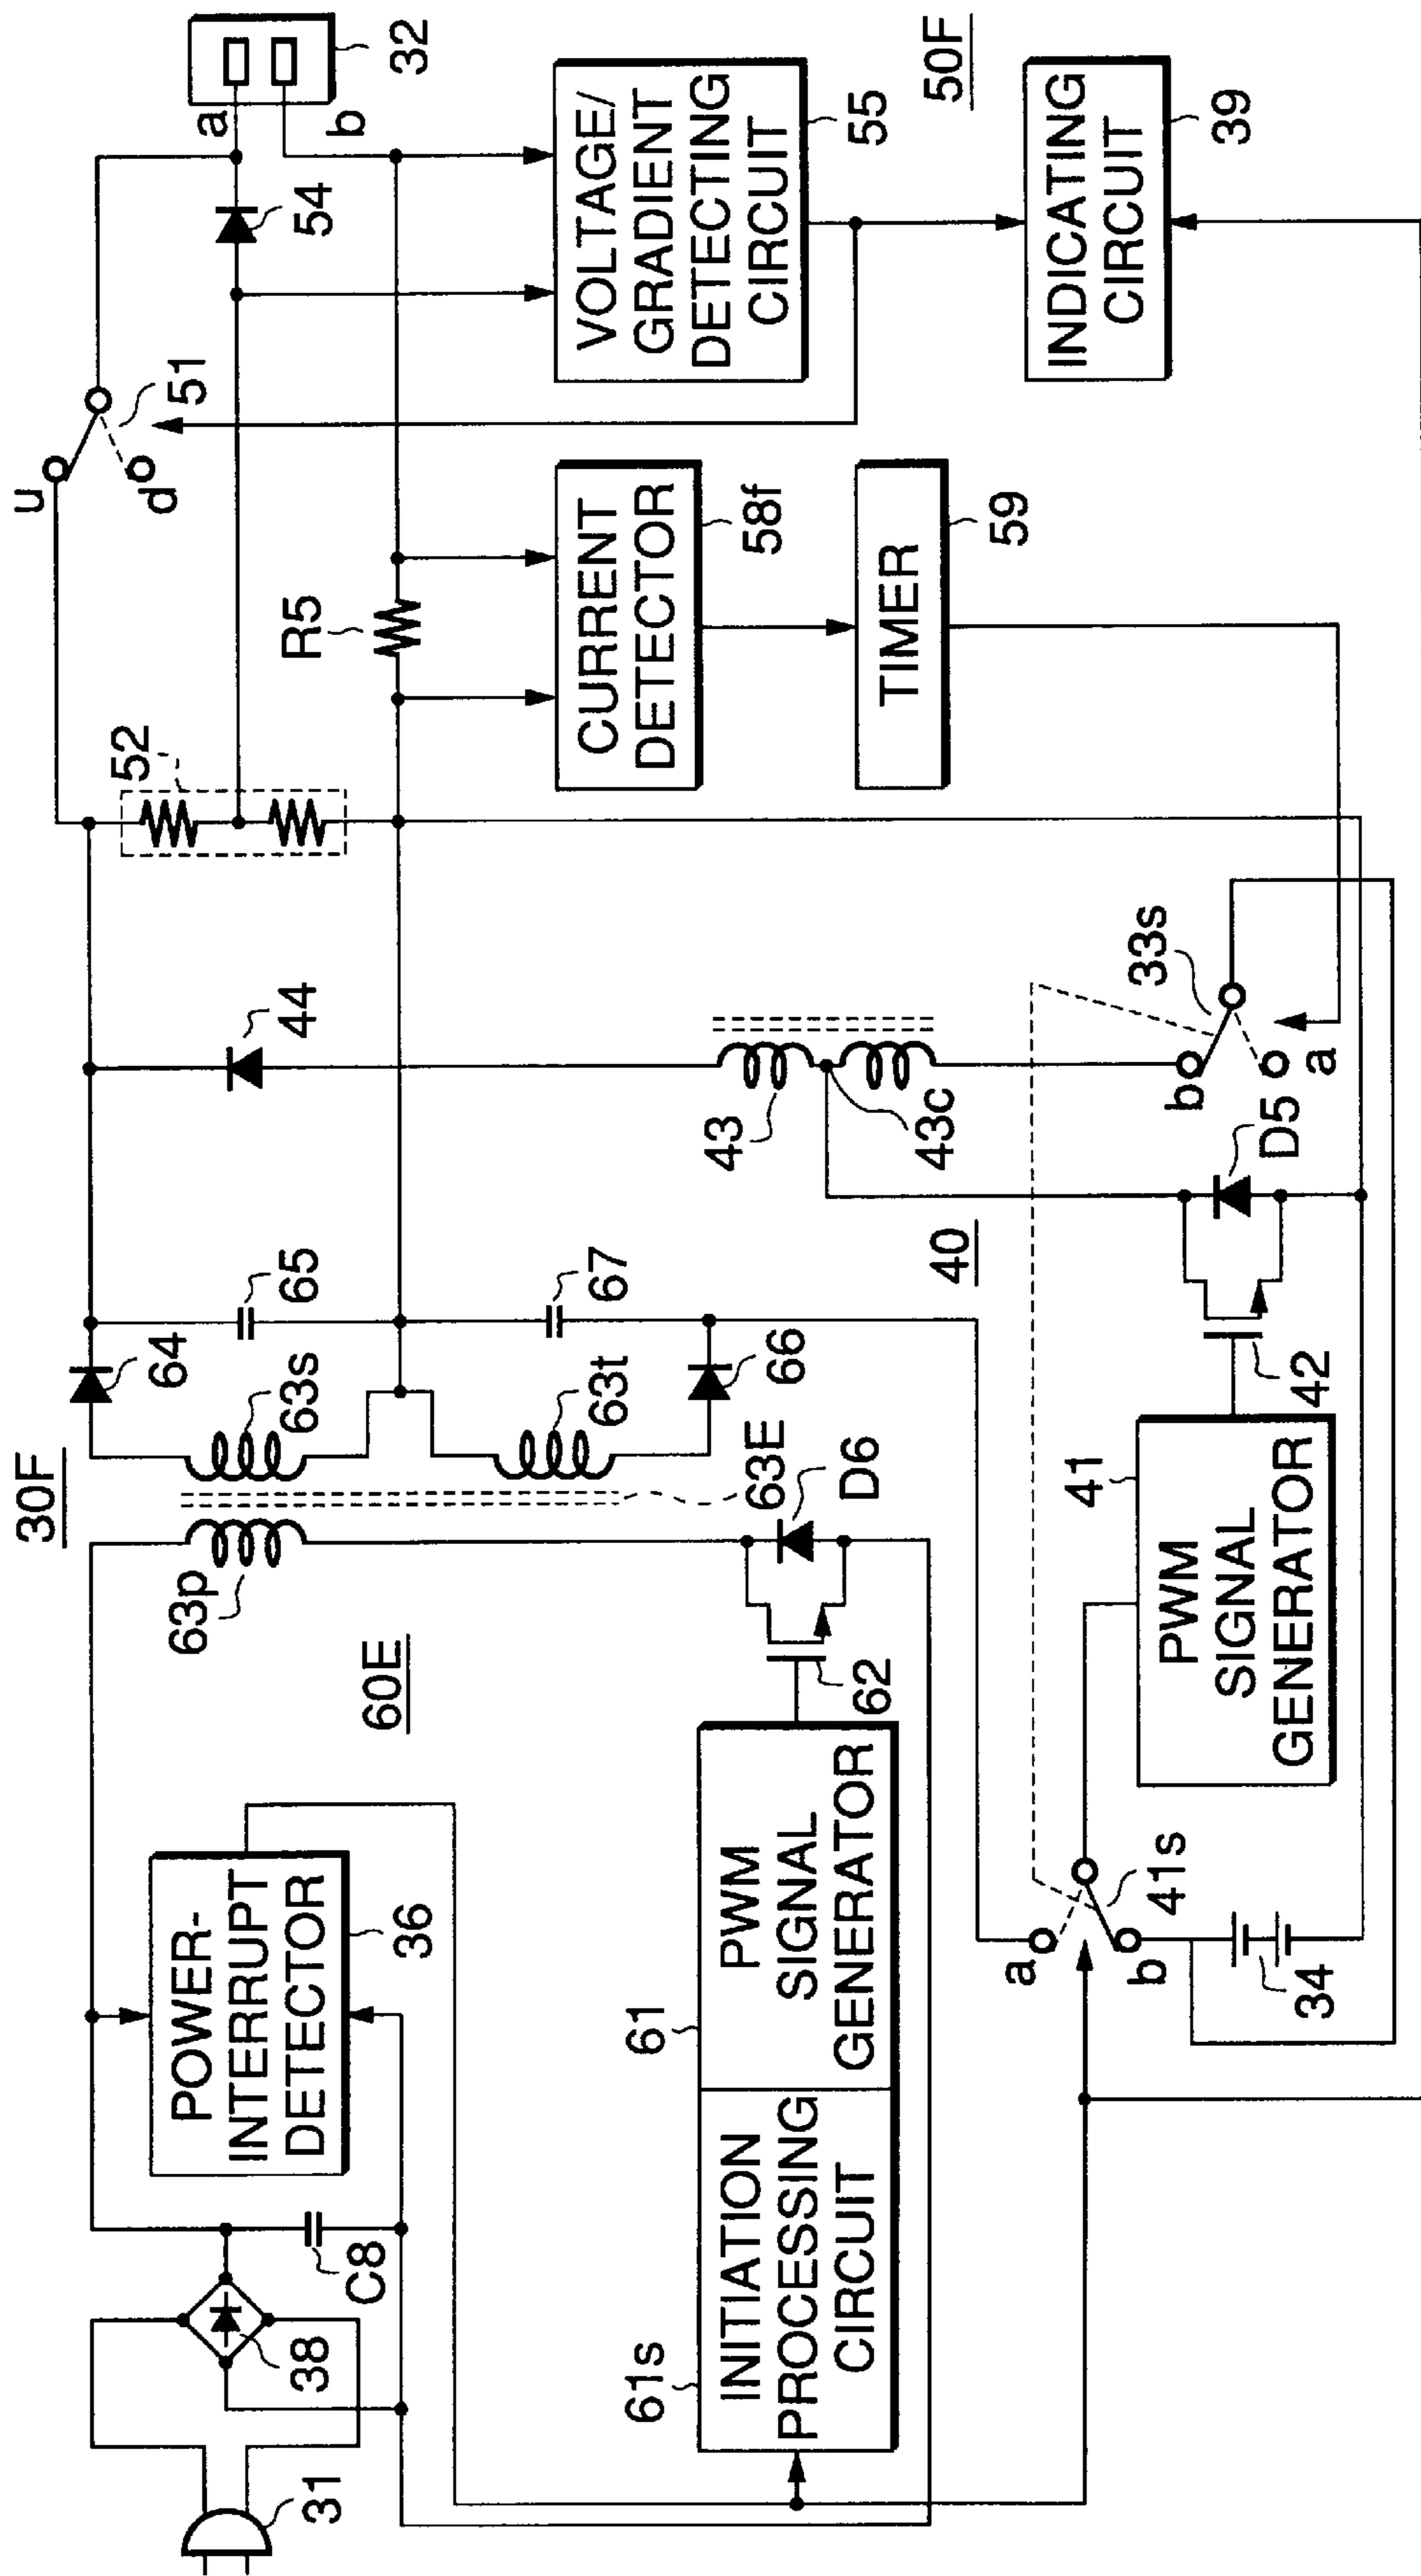 30F
31
38
C8
POWER-
INTERRUPT
DETECTOR
36
60E
63p
63s
63t
63E
64
65
66
67
D6
62
61s
INITIATION
PROCESSING
CIRCUIT
61
PWM
SIGNAL
GENERATOR
44
43
43c
40
a
b
41s
34
41
PWM
SIGNAL
GENERATOR
42
D5
b
a
33s
52
u
d
51
R5
54
a
b
32
CURRENT
DETECTOR
58f
TIMER
59
VOLTAGE/
GRADIENT
DETECTING
CIRCUIT
55
50F
INDICATING
CIRCUIT
39